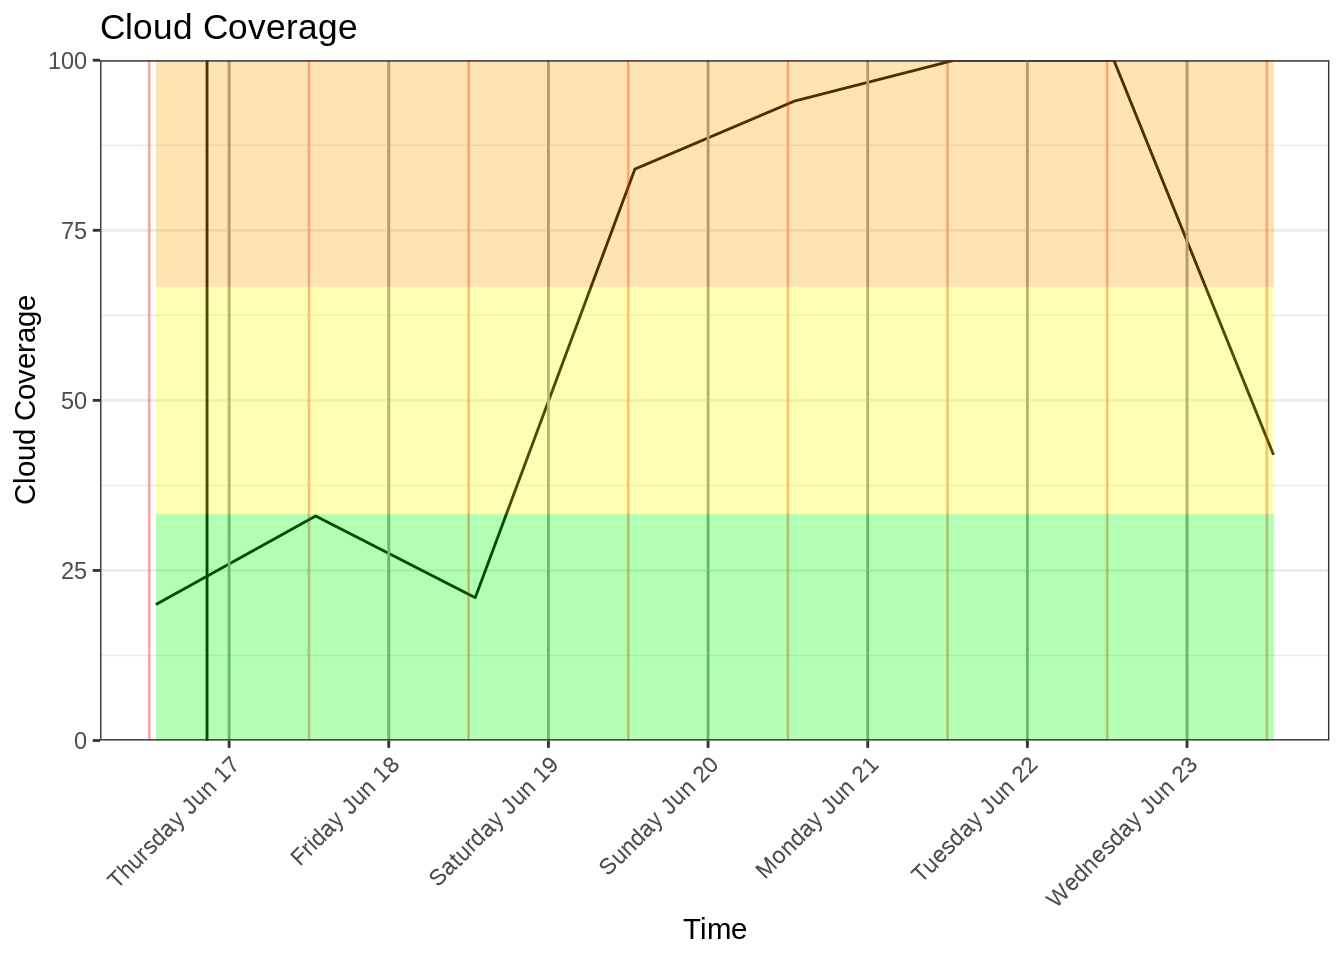 Cloud Coverage
100
75
50
25
0
Cloud Coverage
Thursday Jun 17
Friday Jun 18
Saturday Jun 19
Sunday Jun 20
Monday Jun 21
Tuesday Jun 22
Wednesday Jun 23
Time